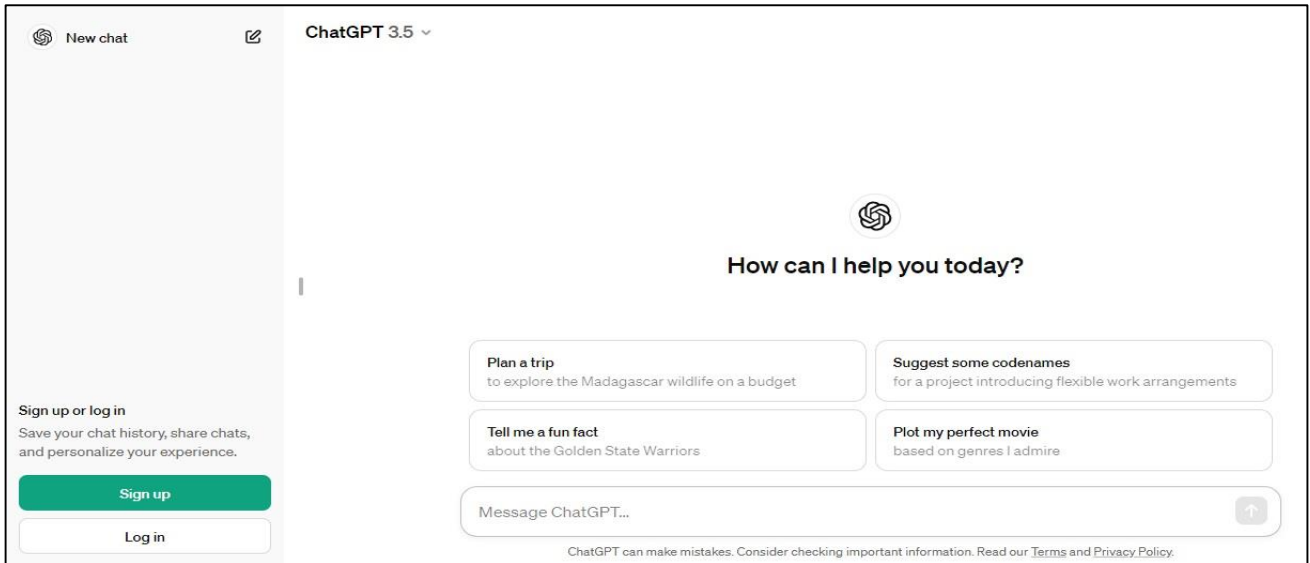 New chat
ChatGPT 3.5
How can I help you today?
Plan a trip
to explore the Madagascar wildlife on a budget
Suggest some codenames
for a project introducing flexible work arrangements
Tell me a fun fact
about the Golden State Warriors
Plot my perfect movie
based on genres I admire
Sign up or log in
Save your chat history, share chats,
and personalize your experience.
Sign up
Log in
Message ChatGPT...
ChatGPT can make mistakes. Consider checking important information. Read our Terms and Privacy Policy.